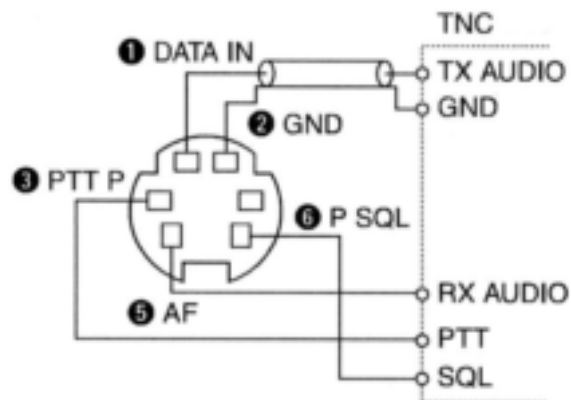 TNC
❶ DATA IN
TX AUDIO
❷ GND
GND
❸ PTT P
❻ P SQL
❺ AF
RX AUDIO
PTT
SQL